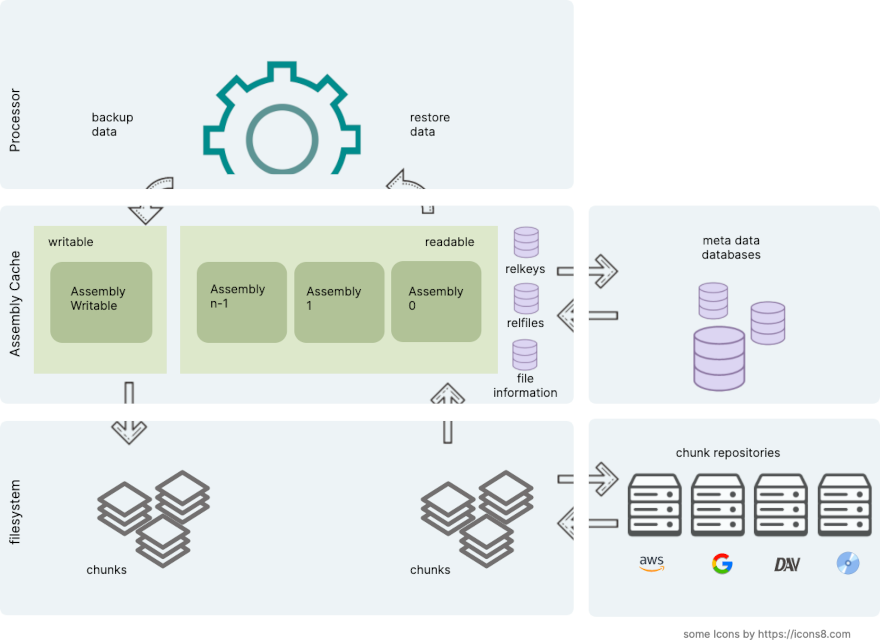 Processor
backup
data
restore
data
Assembly Cache
writable
readable
Assembly
Writable
Assembly
n-1
Assembly
1
Assembly
0
relkeys
relfiles
file
information
meta data
databases
filesystem
chunks
chunks
chunk repositories
aws
G
DAV
some Icons by https://icons8.com